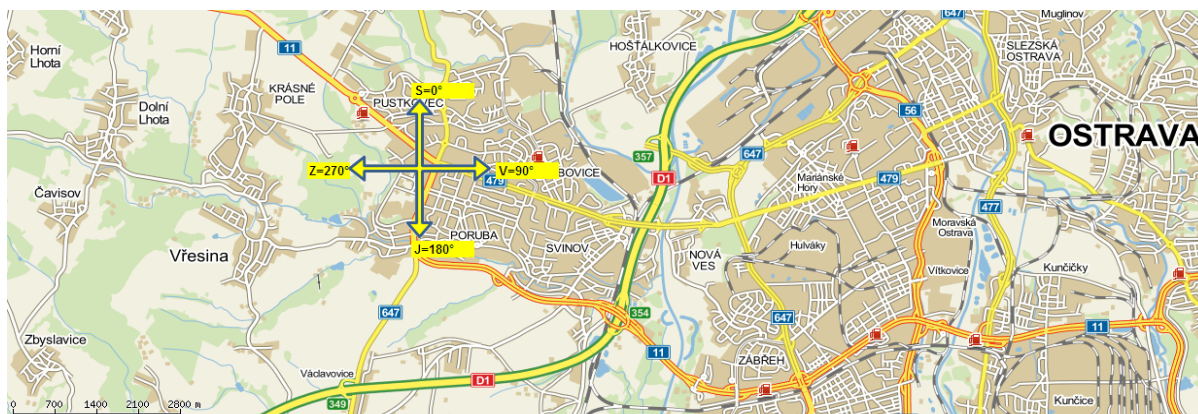 Muglinov
Horní
Lhota
11
HOŠŤÁLKOVICE
SLEZSKÁ
OSTRAVA
KRÁSNÉ
POLE
S=0°
Dolní
Lhota
PUSTKOVEC
56
OSTRAVA
647
357
Z=270°
V=90°
BOVICE
D1
479
Mariánské
Hory
479
Čavisov
477
Moravská
Ostrava
PORUBA
J=180°
SVINOV
Hulváky
Vřesina
NOVÁ
VES
Vítkovice
Kunčičky
647
354
647
11
Zbyslavice
11
ZÁBŘEH
Václavovice
D1
349
Kunčice
0 700 1400 2100 2800 m